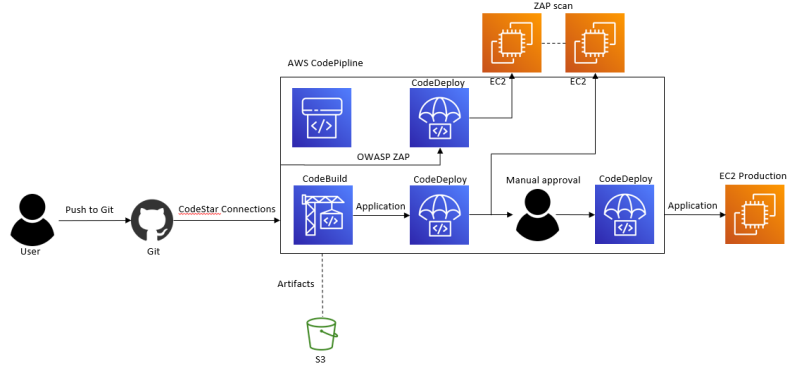 ZAP scan
AWS CodePipline
CodeDeploy
EC2
EC2
OWASP ZAP
CodeBuild
CodeDeploy
Manual approval
CodeDeploy
EC2 Production
Push to Git
CodeStar Connections
Application
Application
User
Git
Artifacts
S3